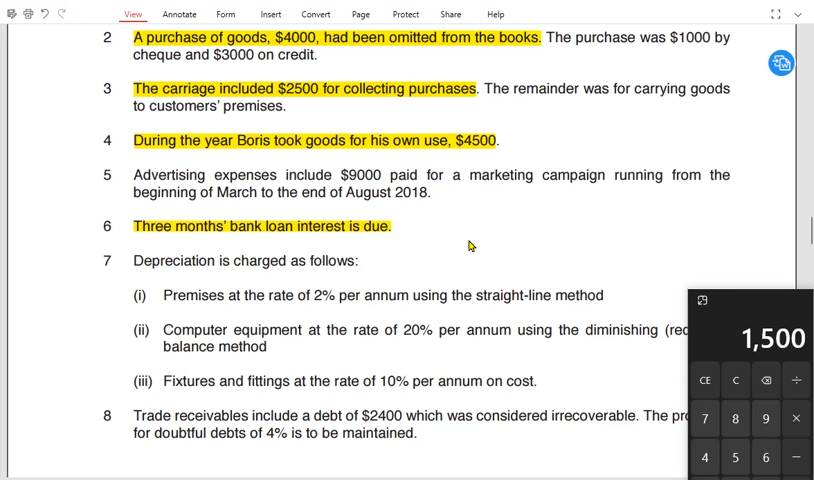 View Annotate Form Insert Convert Page Protect Share Help
2 A purchase of goods, $4000, had been omitted from the books. The purchase was $1000 by
cheque and $3000 on credit.
3 The carriage included $2500 for collecting purchases. The remainder was for carrying goods
to customers' premises.
4 During the year Boris took goods for his own use, $4500.
5 Advertising expenses include $9000 paid for a marketing campaign running from the
beginning of March to the end of August 2018.
6 Three months' bank loan interest is due.
7 Depreciation is charged as follows:
(i) Premises at the rate of 2% per annum using the straight-line method
(ii) Computer equipment at the rate of 20% per annum using the diminishing
balance method
(iii) Fixtures and fittings at the rate of 10% per annum on cost.
8 Trade receivables include a debt of $2400 which was considered irrecoverable. The
for doubtful debts of 4% is to be maintained.
1,500
CE C ⌫ ÷
7 8 9 ×
4 5 6 −